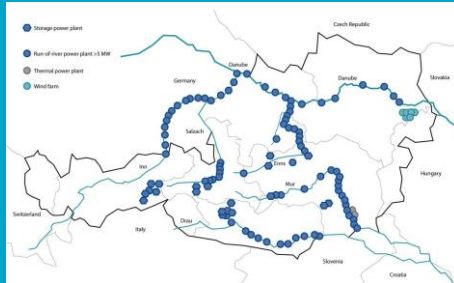 Storage power plant
Run-of-river power plant >5 MW
Thermal power plant
Wind farm
Czech Republic
Danube
Germany
Danube
Slovakia
Salzach
Inn
Enns
Hungary
Mur
Switzerland
Drau
Italy
Slovenia
Croatia